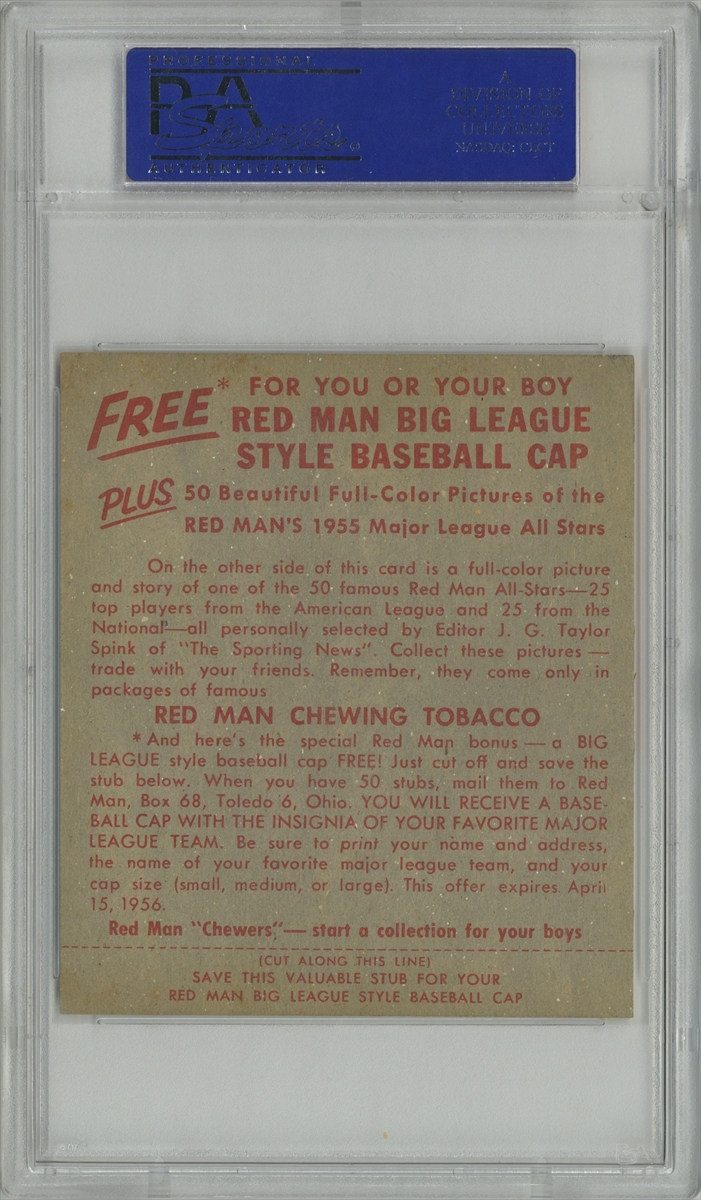 PROFESSIONAL
PSA
AUTHENTICATOR
A
DIVISION OF
COLLECTORS
UNIVERSE
NASDAQ: CLCT
FREE* FOR YOU OR YOUR BOY
RED MAN BIG LEAGUE
STYLE BASEBALL CAP
PLUS 50 Beautiful Full-Color Pictures of the
RED MAN'S 1955 Major League All Stars
On the other side of this card is a full-color picture
and story of one of the 50 famous Red Man All-Stars—25
top players from the American League and 25 from the
National—all personally selected by Editor J. G. Taylor
Spink of "The Sporting News". Collect these pictures —
trade with your friends. Remember, they come only in
packages of famous
RED MAN CHEWING TOBACCO
*And here's the special Red Man bonus — a BIG
LEAGUE style baseball cap FREE! Just cut off and save the
stub below. When you have 50 stubs, mail them to Red
Man, Box 68, Toledo 6, Ohio. YOU WILL RECEIVE A BASE-
BALL CAP WITH THE INSIGNIA OF YOUR FAVORITE MAJOR
LEAGUE TEAM. Be sure to print your name and address,
the name of your favorite major league team, and your
cap size (small, medium, or large). This offer expires April
15, 1956.
Red Man "Chewers"— start a collection for your boys
(CUT ALONG THIS LINE)
SAVE THIS VALUABLE STUB FOR YOUR
RED MAN BIG LEAGUE STYLE BASEBALL CAP